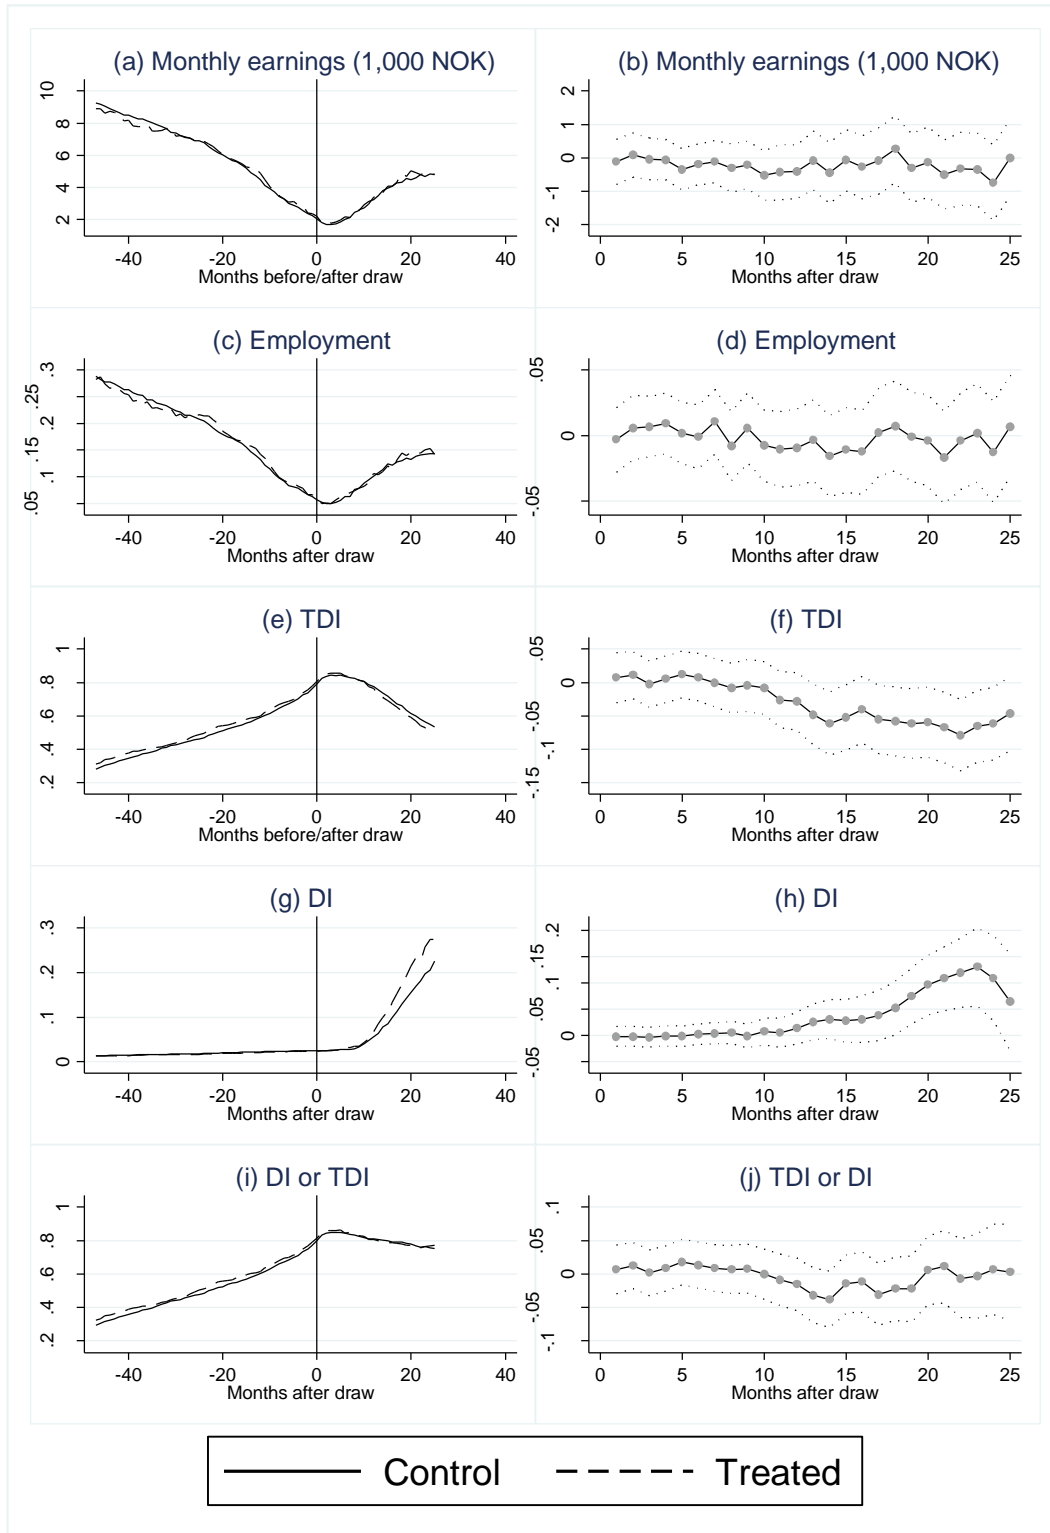 (a) Monthly earnings (1,000 NOK)
10
8
6
4
2
-40 -20 0 20 40
Months before/after draw
(b) Monthly earnings (1,000 NOK)
2
1
0
-1
-2
0 5 10 15 20 25
Months after draw
(c) Employment
.3
.25
.2
.15
.1
.05
-40 -20 0 20 40
Months after draw
(d) Employment
.05
0
-.05
0 5 10 15 20 25
Months after draw
(e) TDI
1
.8
.6
.4
.2
-40 -20 0 20 40
Months before/after draw
(f) TDI
.05
0
-.05
-.1
-.15
0 5 10 15 20 25
Months after draw
(g) DI
.3
.2
.1
0
-40 -20 0 20 40
Months after draw
(h) DI
.2
.15
.1
.05
0
-.05
0 5 10 15 20 25
Months after draw
(i) DI or TDI
1
.8
.6
.4
.2
-40 -20 0 20 40
Months after draw
(j) TDI or DI
.1
.05
0
-.05
-.1
0 5 10 15 20 25
Months after draw
Control Treated